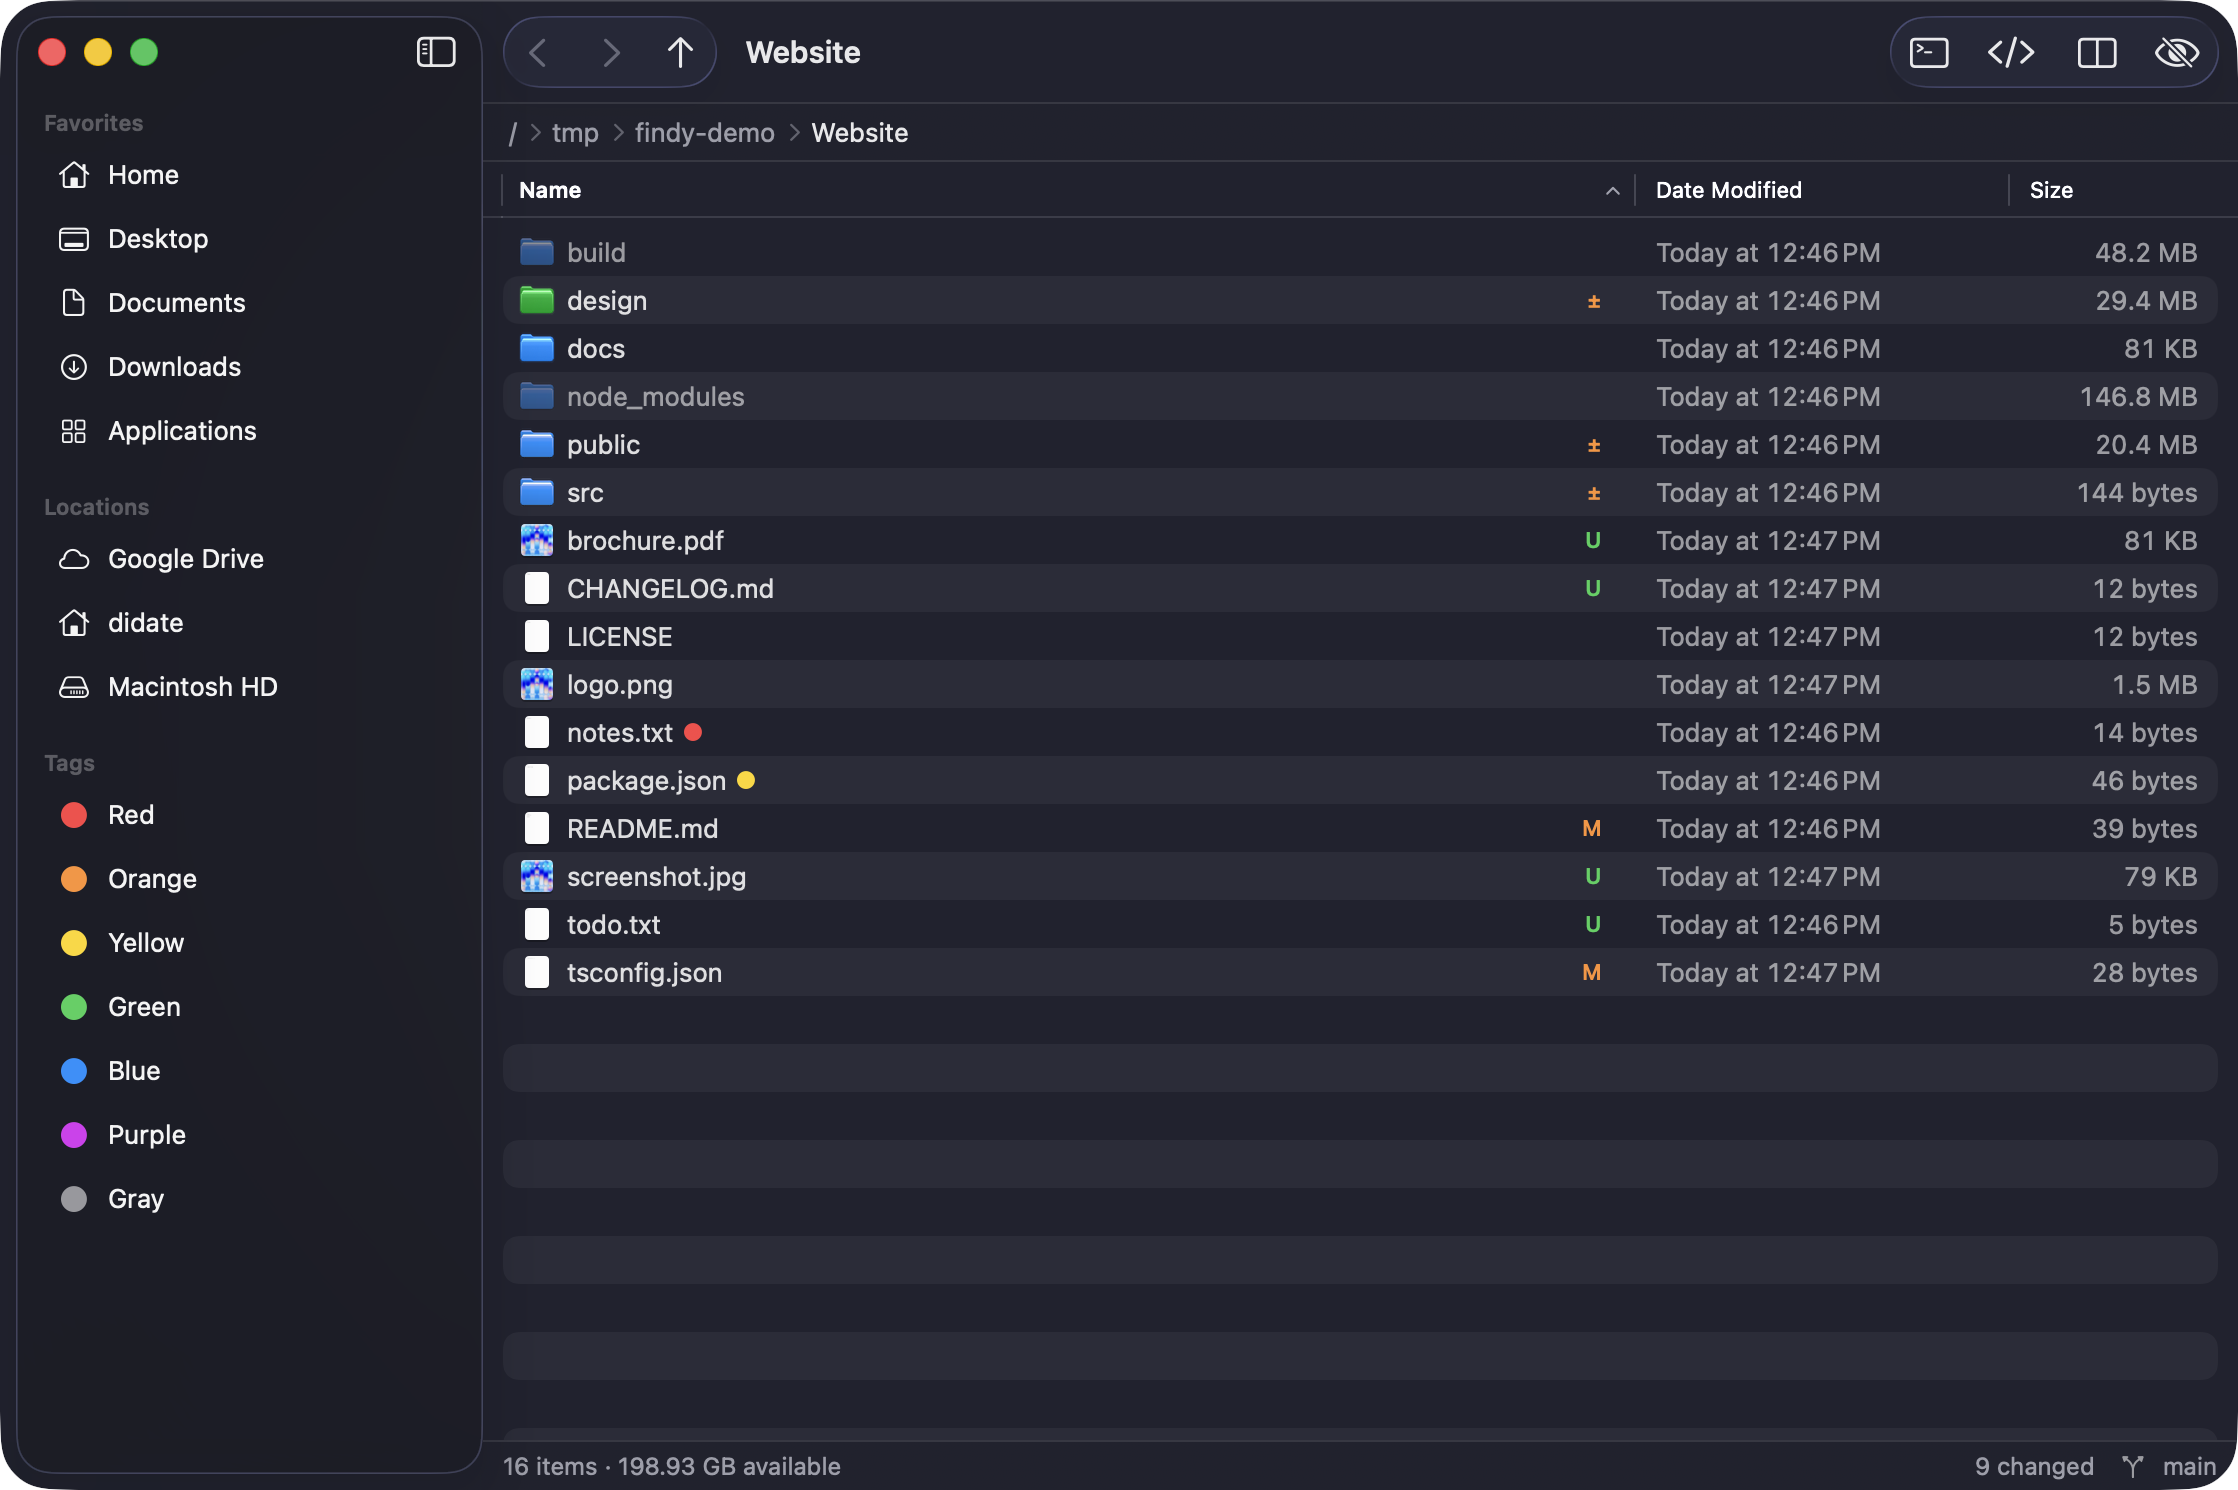 Website
Favorites
Home
Desktop
Documents
Downloads
Applications
Locations
Google Drive
didate
Macintosh HD
Tags
Red
Orange
Yellow
Green
Blue
Purple
Gray
/ > tmp > findy-demo > Website
Name Date Modified Size
build Today at 12:46 PM 48.2 MB
design ± Today at 12:46 PM 29.4 MB
docs Today at 12:46 PM 81 KB
node_modules Today at 12:46 PM 146.8 MB
public ± Today at 12:46 PM 20.4 MB
src ± Today at 12:46 PM 144 bytes
brochure.pdf U Today at 12:47 PM 81 KB
CHANGELOG.md U Today at 12:47 PM 12 bytes
LICENSE Today at 12:47 PM 12 bytes
logo.png Today at 12:47 PM 1.5 MB
notes.txt Today at 12:46 PM 14 bytes
package.json Today at 12:46 PM 46 bytes
README.md M Today at 12:46 PM 39 bytes
screenshot.jpg U Today at 12:47 PM 79 KB
todo.txt U Today at 12:46 PM 5 bytes
tsconfig.json M Today at 12:47 PM 28 bytes
16 items · 198.93 GB available 9 changed main